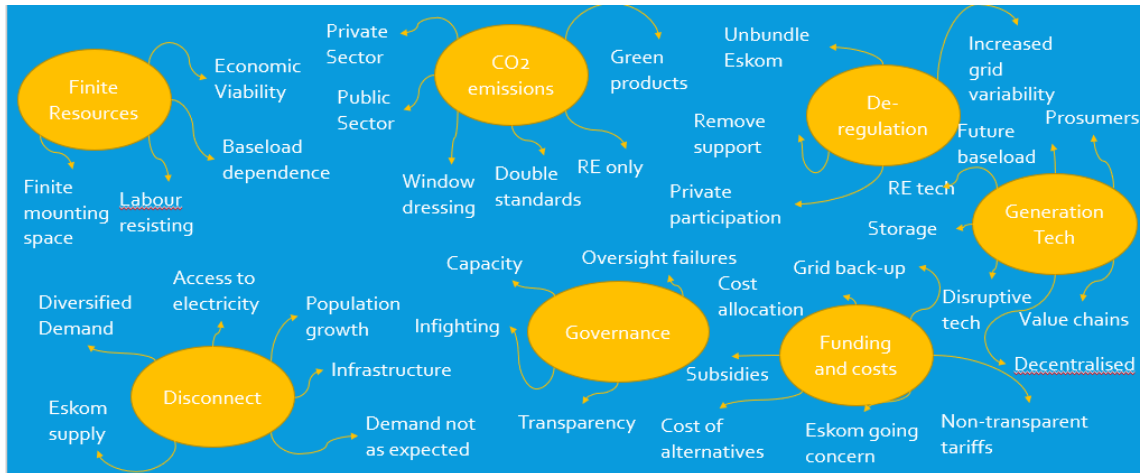 Finite
Resources
Economic
Viability
Baseload
dependence
Finite
mounting
space
Labour
resisting
CO2
emissions
Private
Sector
Public
Sector
Window
dressing
Double
standards
RE only
Green
products
De-
regulation
Unbundle
Eskom
Remove
support
Private
participation
Increased
grid
variability
Generation
Tech
Prosumers
Future
baseload
RE tech
Storage
Disruptive
tech
Value chains
Decentralised
Disconnect
Diversified
Demand
Access to
electricity
Population
growth
Infrastructure
Demand not
as expected
Eskom
supply
Governance
Capacity
Infighting
Oversight failures
Transparency
Funding
and costs
Cost
allocation
Grid back-up
Subsidies
Cost of
alternatives
Eskom going
concern
Non-transparent
tariffs